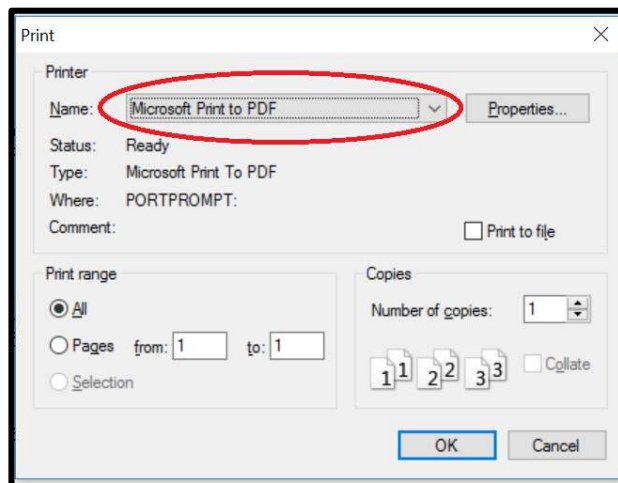 Print
Printer
Name: Microsoft Print to PDF Properties...
Status: Ready
Type: Microsoft Print To PDF
Where: PORTPROMPT:
Comment: Print to file
Print range
All
Pages from: 1 to: 1
Selection
Copies
Number of copies: 1
1 1 2 2 3 3 Collate
OK Cancel